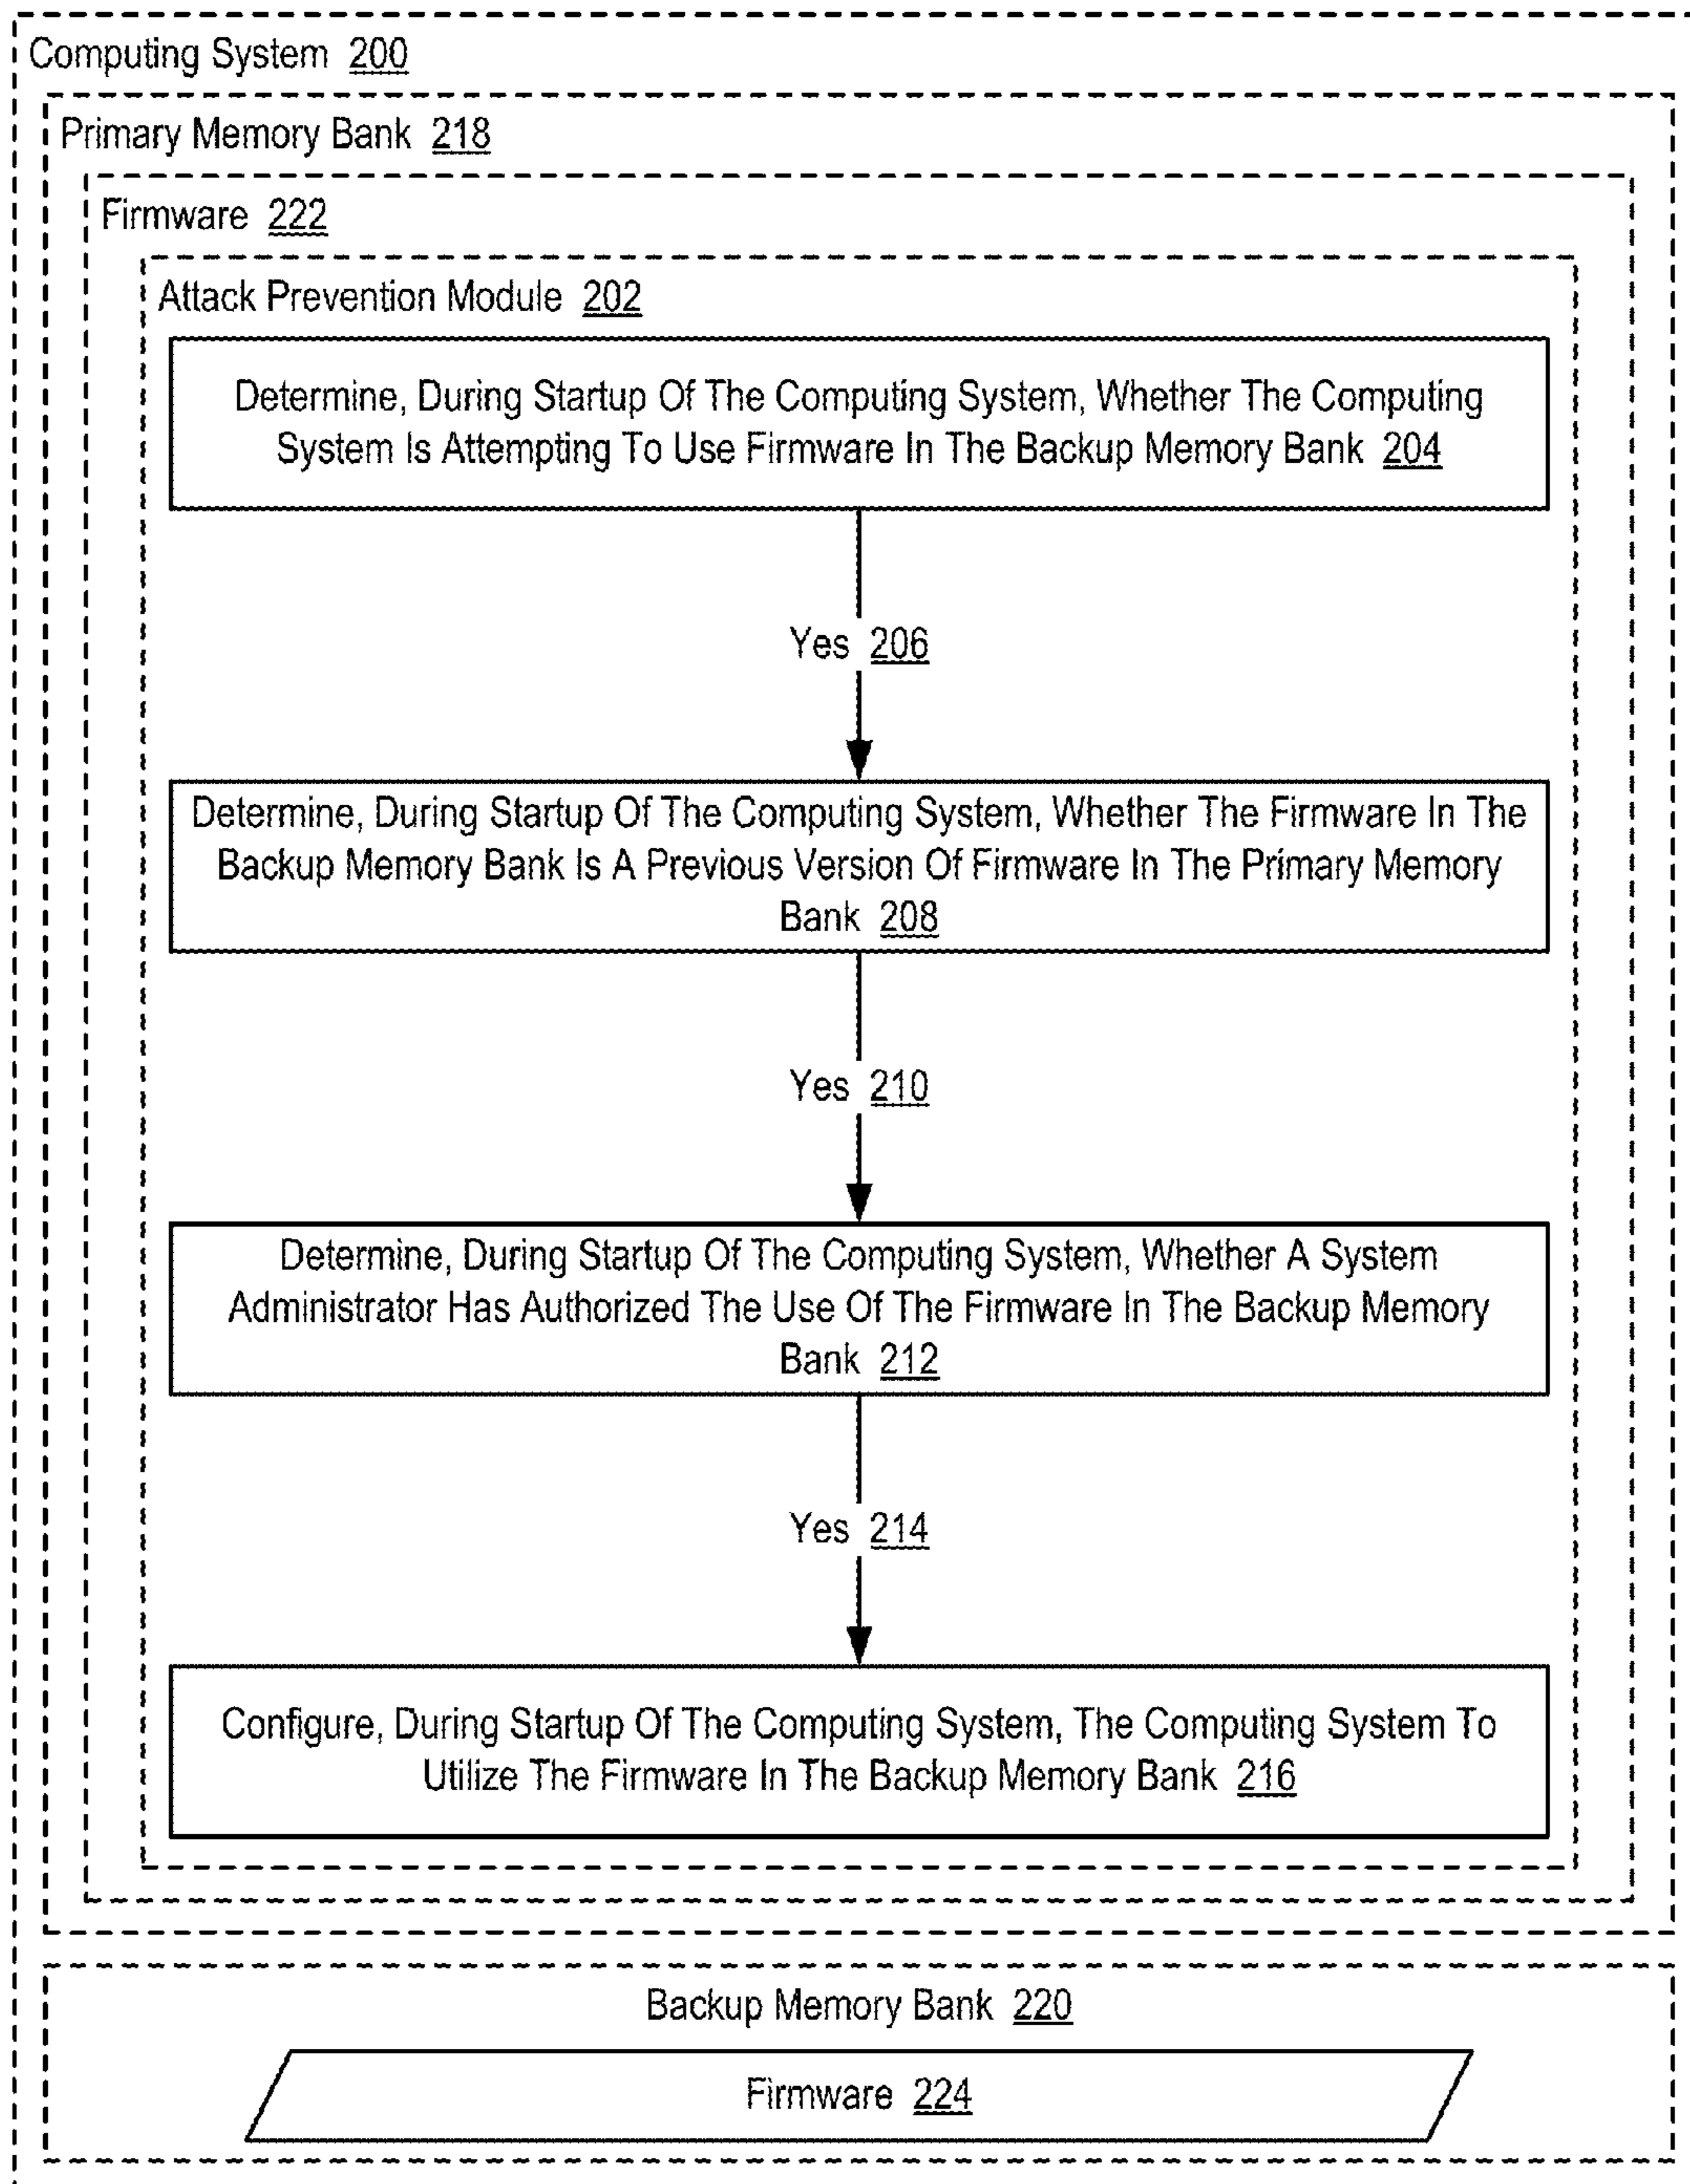 Computing System 200
Primary Memory Bank 218
Firmware 222
Attack Prevention Module 202
Determine, During Startup Of The Computing System, Whether The Computing
System Is Attempting To Use Firmware In The Backup Memory Bank 204
Yes 206
Determine, During Startup Of The Computing System, Whether The Firmware In The
Backup Memory Bank Is A Previous Version Of Firmware In The Primary Memory
Bank 208
Yes 210
Determine, During Startup Of The Computing System, Whether A System
Administrator Has Authorized The Use Of The Firmware In The Backup Memory
Bank 212
Yes 214
Configure, During Startup Of The Computing System, The Computing System To
Utilize The Firmware In The Backup Memory Bank 216
Backup Memory Bank 220
Firmware 224